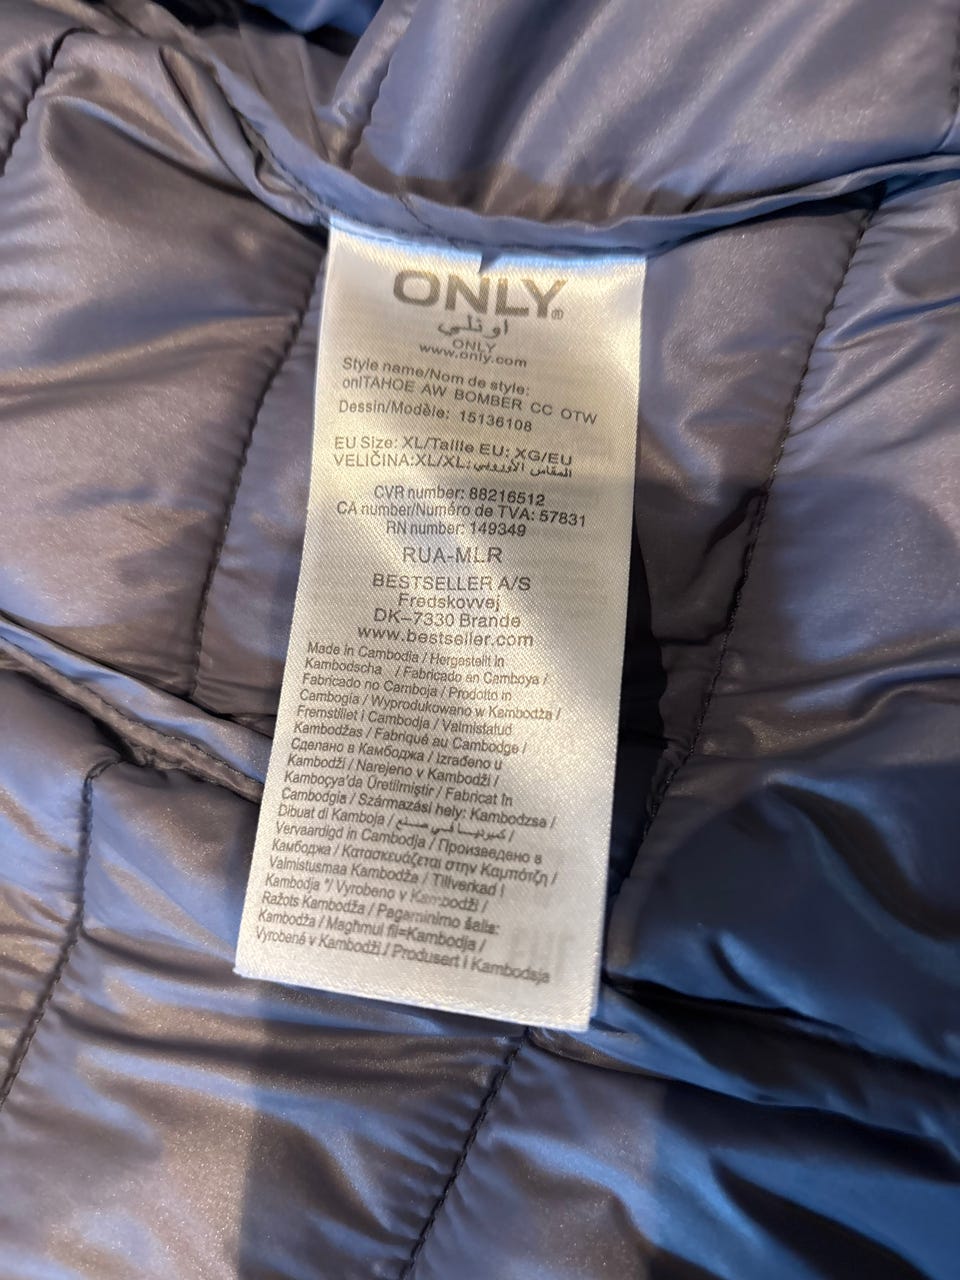 ONLY®
اونلي
ONLY
www.only.com
Style name/Nom de style:
onlTAHOE AW BOMBER CC OTW
Dessin/Modèle: 15136108
EU Size: XL/Taille EU: XG/EU
VELIČINA:XL/XL:المقاس الأوروبي
CVR number: 88216512
CA number/Numéro de TVA: 57831
RN number: 149349
RUA-MLR
BESTSELLER A/S
Fredskovvej
DK-7330 Brande
www.bestseller.com
Made in Cambodia / Hergestellt in
Kambodscha / Fabricado en Camboya /
Fabricado no Camboja / Prodotto in
Cambogia / Wyprodukowano w Kambodża /
Fremstillet i Cambodja / Valmistatud
Kambodžas / Fabriqué au Cambodge /
Сделано в Камбоджа / Izrađeno u
Kambodži / Narejeno v Kambodži /
Kamboçya'da Üretilmiştir / Fabricat în
Cambodgia / Származási hely: Kambodzsa /
Dibuat di Kamboja / كمبوديا في صنع /
Vervaardigd in Cambodja / Произведено в
Камбоджа / Κατασκευάζεται στην Καμπότζη /
Valmistusmaa Kambodža / Tillverkad I
Kambodja */ Vyrobeno v Kambodži /
Ražots Kambodža / Pagaminimo šalis:
Kambodža / Magħmul fil=Kambodja /
Vyrobené v Kambodži / Produsert I Kambodsja